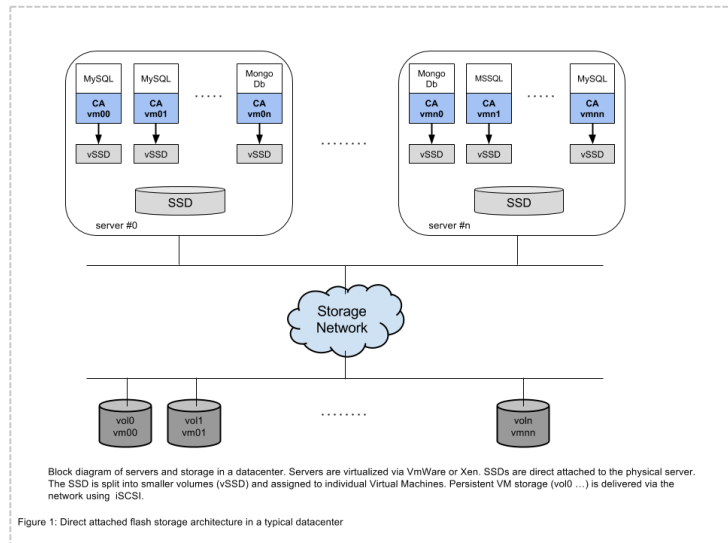 MySQL MySQL ..... Mongo Db Mongo Db MSSQL ..... MySQL
CA vm00 CA vm01 CA vm0n CA vmn0 CA vmn1 CA vmnn
vSSD vSSD vSSD ........ vSSD vSSD vSSD
SSD SSD
server #0 server #n
Storage
Network
vol0 vol1 ........ voln
vm00 vm01 vmnn
Block diagram of servers and storage in a datacenter. Servers are virtualized via VmWare or Xen. SSDs are direct attached to the physical server.
The SSD is split into smaller volumes (vSSD) and assigned to individual Virtual Machines. Persistent VM storage (vol0 ...) is delivered via the
network using iSCSI.
Figure 1: Direct attached flash storage architecture in a typical datacenter